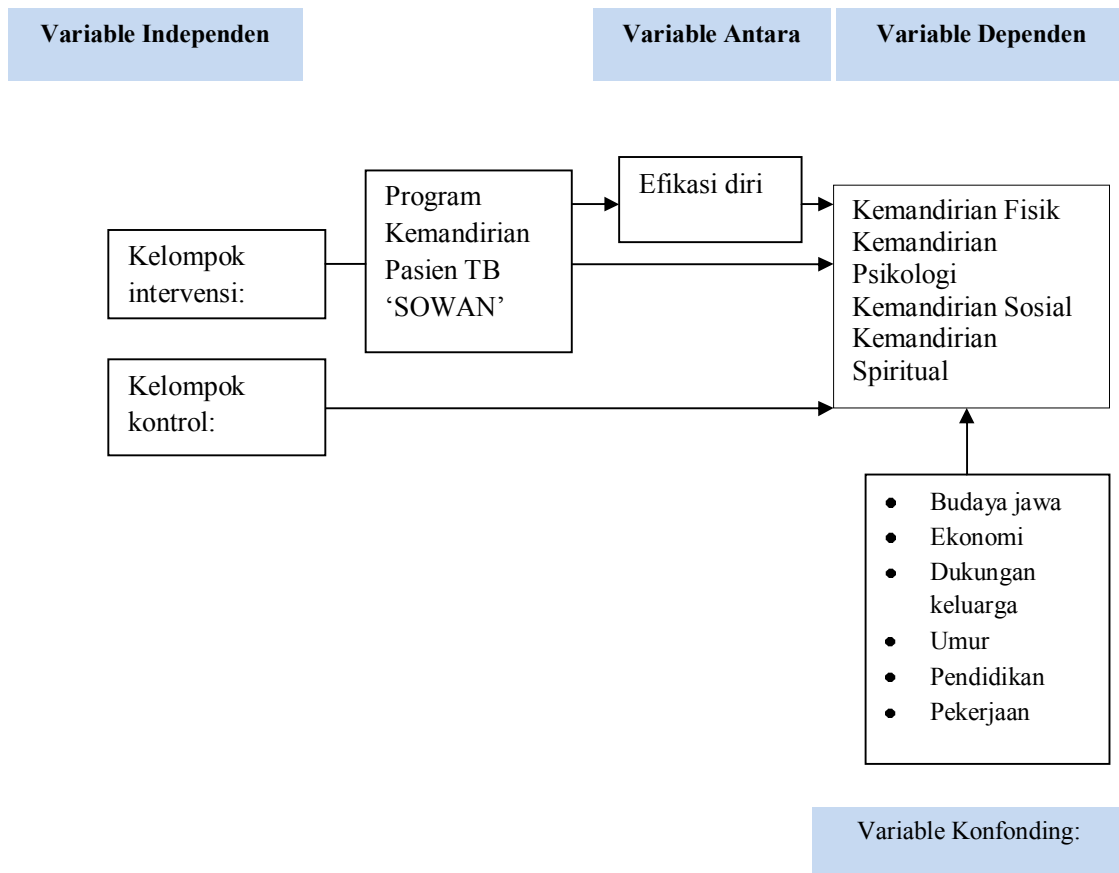 Variable Independen
Variable Antara
Variable Dependen
Kelompok
intervensi:
Program
Kemandirian
Pasien TB
‘SOWAN’
Efikasi diri
Kemandirian Fisik
Kemandirian
Psikologi
Kemandirian Sosial
Kemandirian
Spiritual
Kelompok
kontrol:
• Budaya jawa
• Ekonomi
• Dukungan
keluarga
• Umur
• Pendidikan
• Pekerjaan
Variable Konfonding: